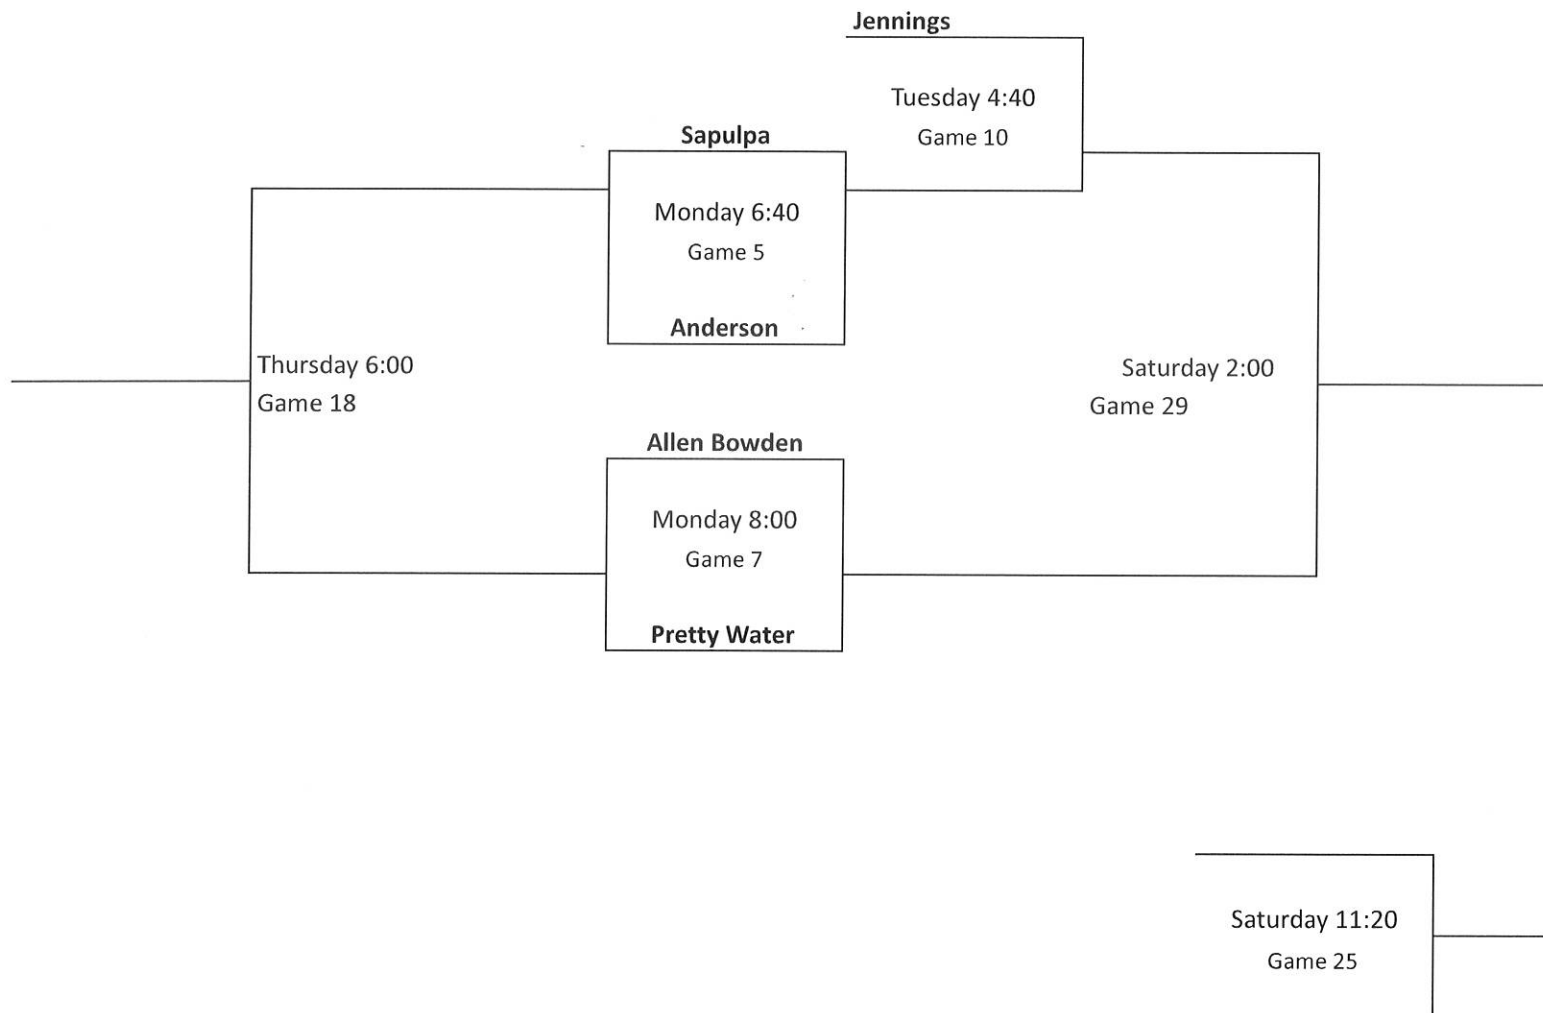 Jennings
Tuesday 4:40
Game 10
Sapulpa
Monday 6:40
Game 5
Anderson
Thursday 6:00
Game 18
Saturday 2:00
Game 29
Allen Bowden
Monday 8:00
Game 7
Pretty Water
Saturday 11:20
Game 25